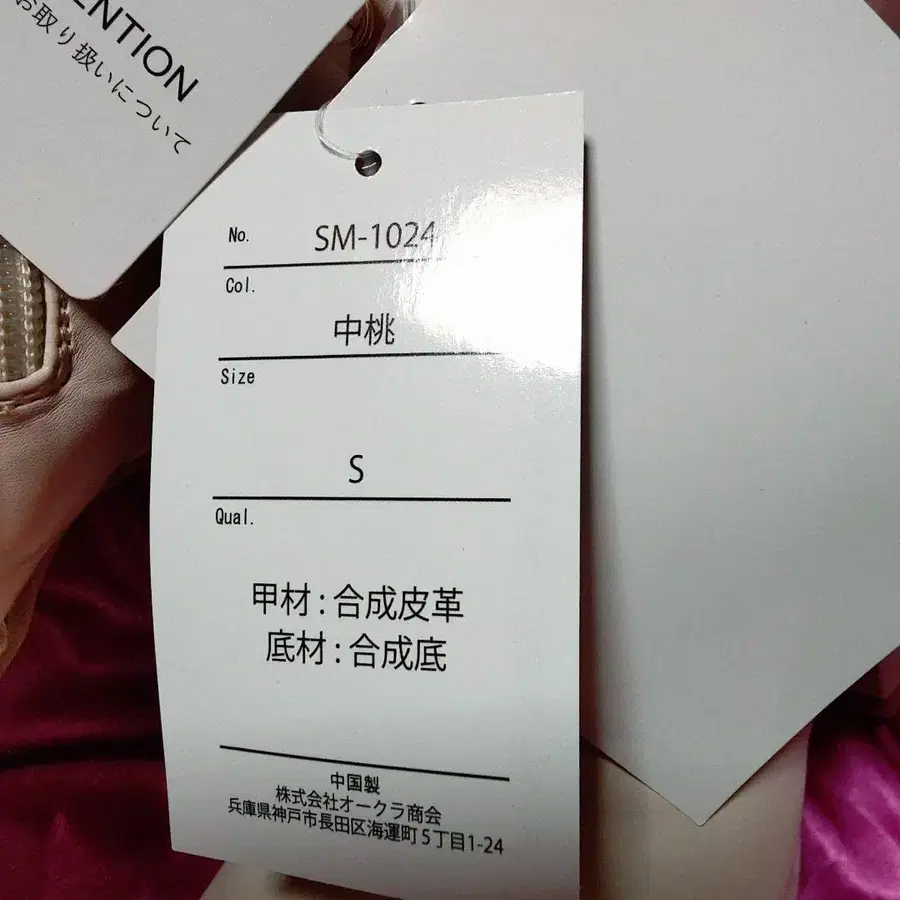 ENTION
お取り扱いについて
No. SM-1024
Col.
中桃
Size
S
Qual.
甲材:合成皮革
底材:合成底
中国製
株式会社オークラ商会
兵庫県神戸市長田区海運町5丁目1-24